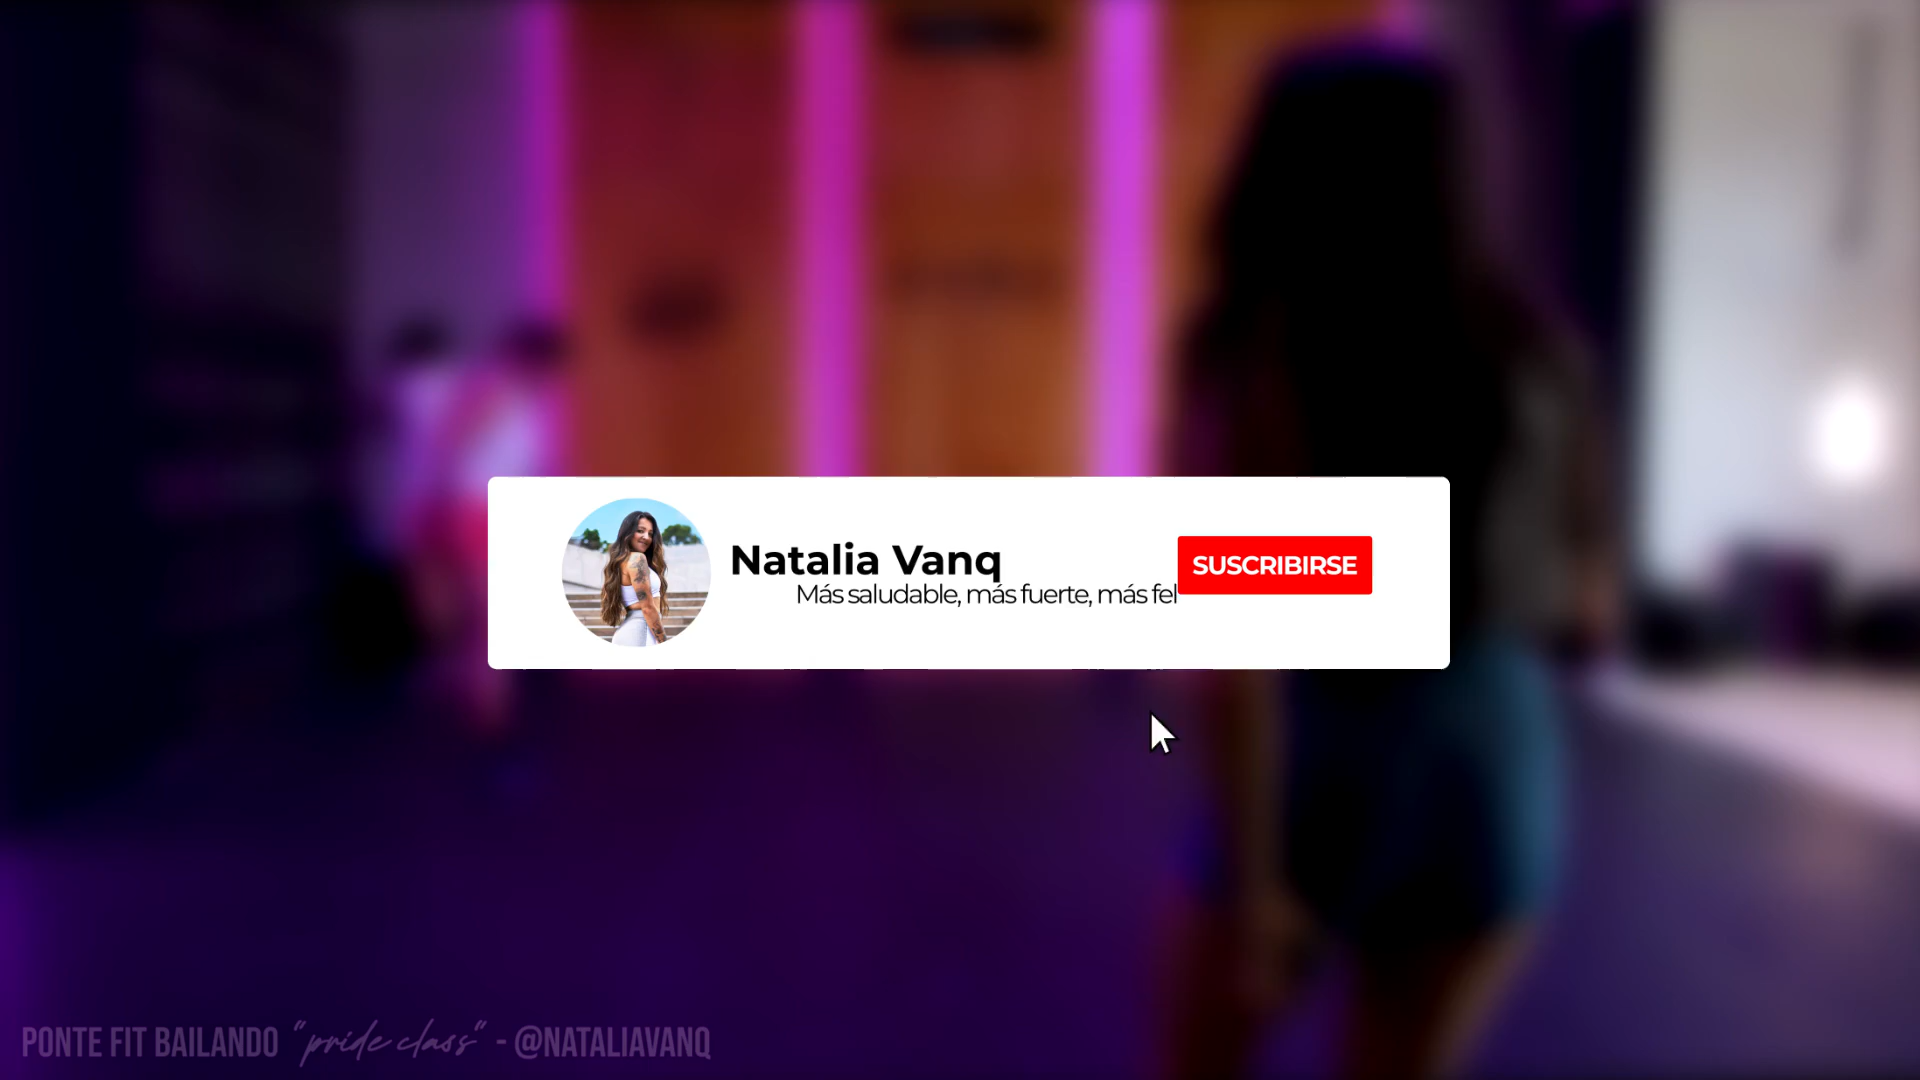 Natalia Vanq
Más saludable, más fuerte, más fel
SUSCRIBIRSE
PONTE FIT BAILANDO "pride class" - @NATALIAVANQ